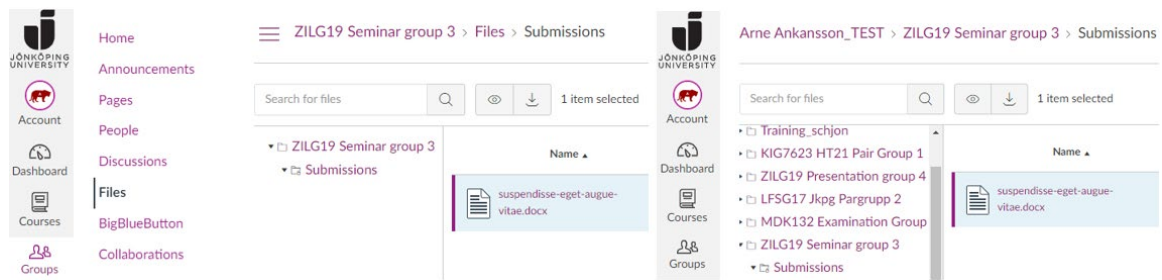 JÖNKÖPING
UNIVERSITY
Account
Dashboard
Courses
Groups
Home
Announcements
Pages
People
Discussions
Files
BigBlueButton
Collaborations
ZILG19 Seminar group 3 > Files > Submissions
Search for files
1 item selected
ZILG19 Seminar group 3
Submissions
Name
suspendisse-eget-augue-
vitae.docx
JÖNKÖPING
UNIVERSITY
Account
Dashboard
Courses
Groups
Arne Ankansson_TEST > ZILG19 Seminar group 3 > Submissions
Search for files
1 item selected
Training_schjon
KIG7623 HT21 Pair Group 1
ZILG19 Presentation group 4
LFSG17 Jkpg Pargrupp 2
MDK132 Examination Group
ZILG19 Seminar group 3
Submissions
Name
suspendisse-eget-augue-
vitae.docx